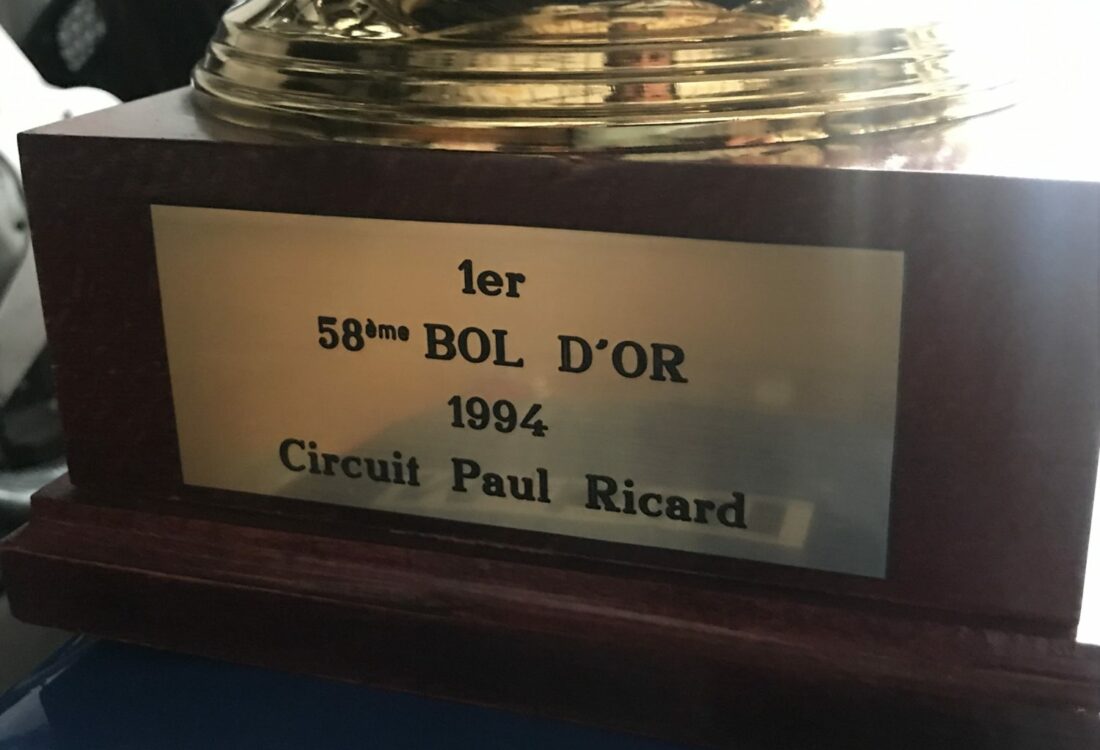 1er
58ème BOL D'OR
1994
Circuit Paul Ricard